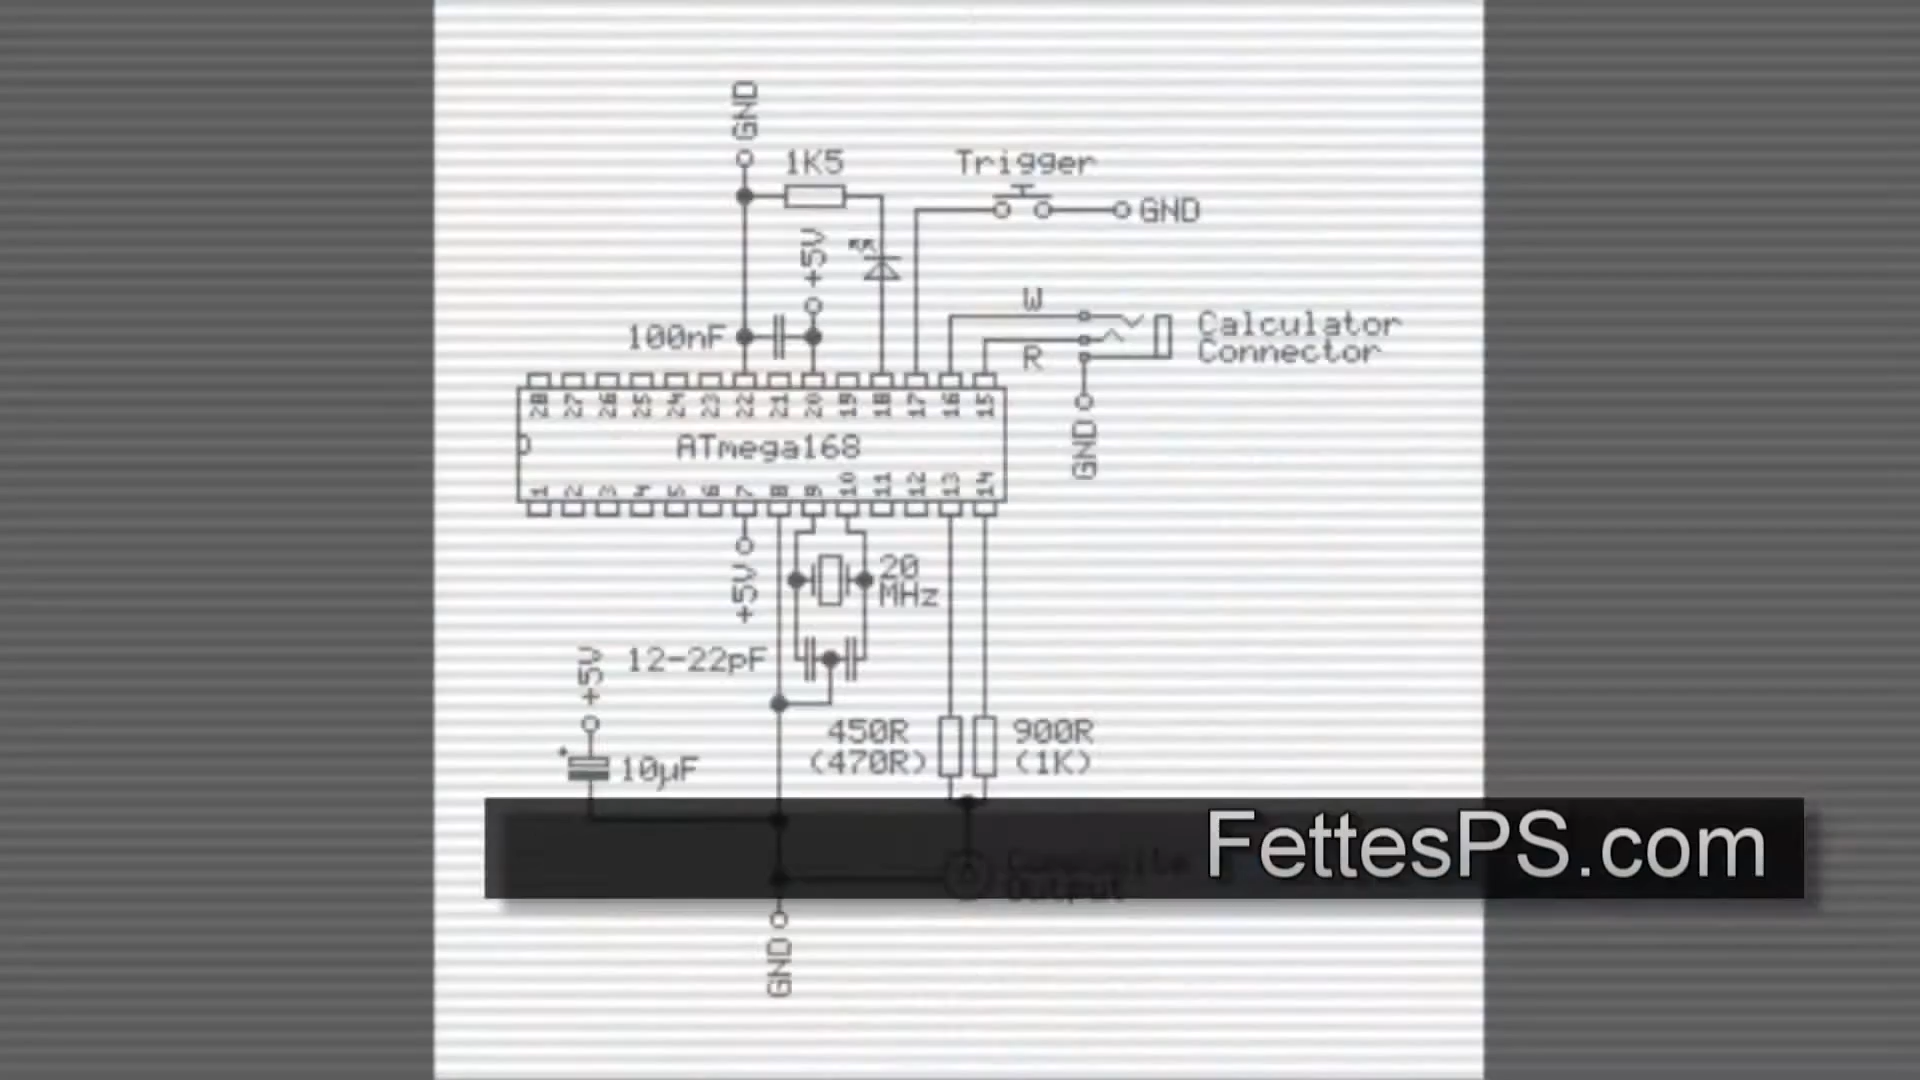 GND
1K5
Trigger
GND
+5V
W
100nF
Calculator
Connector
R
28 27 26 25 24 23 22 21 20 19 18 17 16 15
ATmega168
GND
1 2 3 4 5 6 7 8 9 10 11 12 13 14
+5V
20
MHz
+5V
12-22pF
450R
(470R)
900R
(1K)
10µF
FettesPS.com
Composite
Output
GND